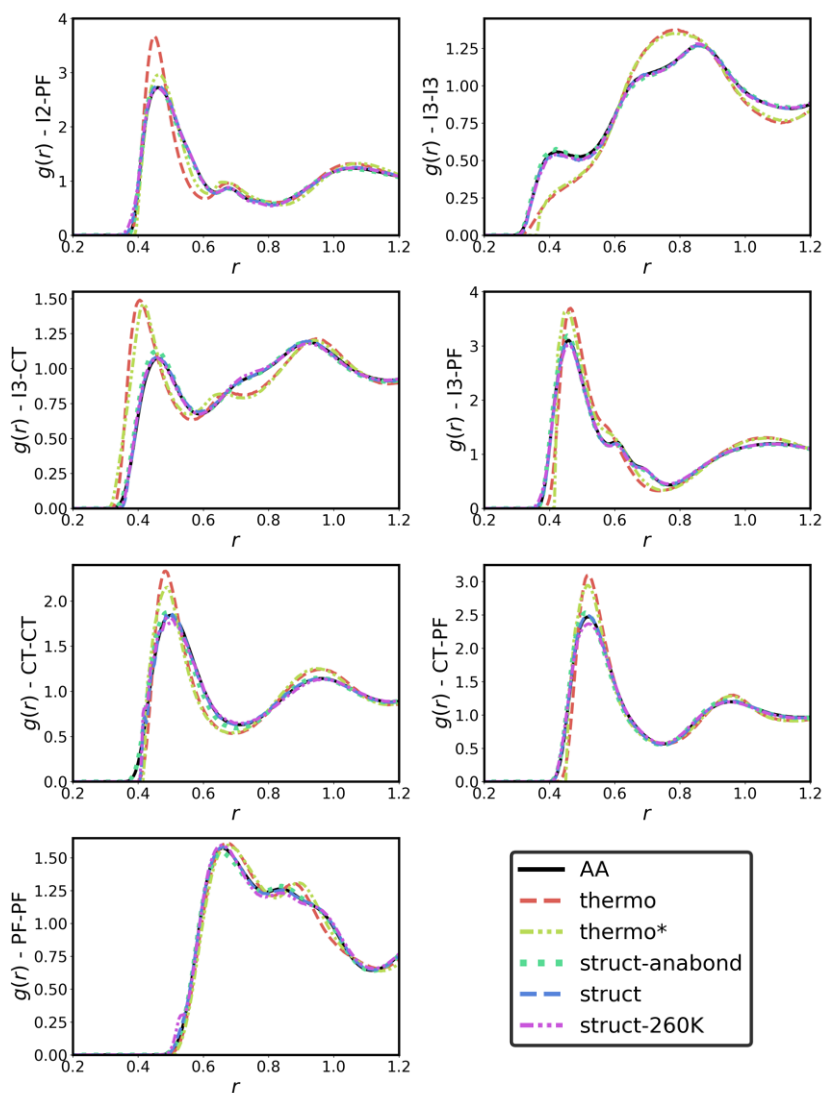 4
3
2
1
0
0.2 0.4 0.6 0.8 1.0 1.2
r
g(r) - I2-PF
1.25
1.00
0.75
0.50
0.25
0.00
0.2 0.4 0.6 0.8 1.0 1.2
r
g(r) - I3-I3
1.50
1.25
1.00
0.75
0.50
0.25
0.00
0.2 0.4 0.6 0.8 1.0 1.2
r
g(r) - I3-CT
4
3
2
1
0
0.2 0.4 0.6 0.8 1.0 1.2
r
g(r) - I3-PF
2.0
1.5
1.0
0.5
0.0
0.2 0.4 0.6 0.8 1.0 1.2
r
g(r) - CT-CT
3.0
2.5
2.0
1.5
1.0
0.5
0.0
0.2 0.4 0.6 0.8 1.0 1.2
r
g(r) - CT-PF
1.50
1.25
1.00
0.75
0.50
0.25
0.00
0.2 0.4 0.6 0.8 1.0 1.2
r
g(r) - PF-PF
AA
thermo
thermo*
struct-anabond
struct
struct-260K